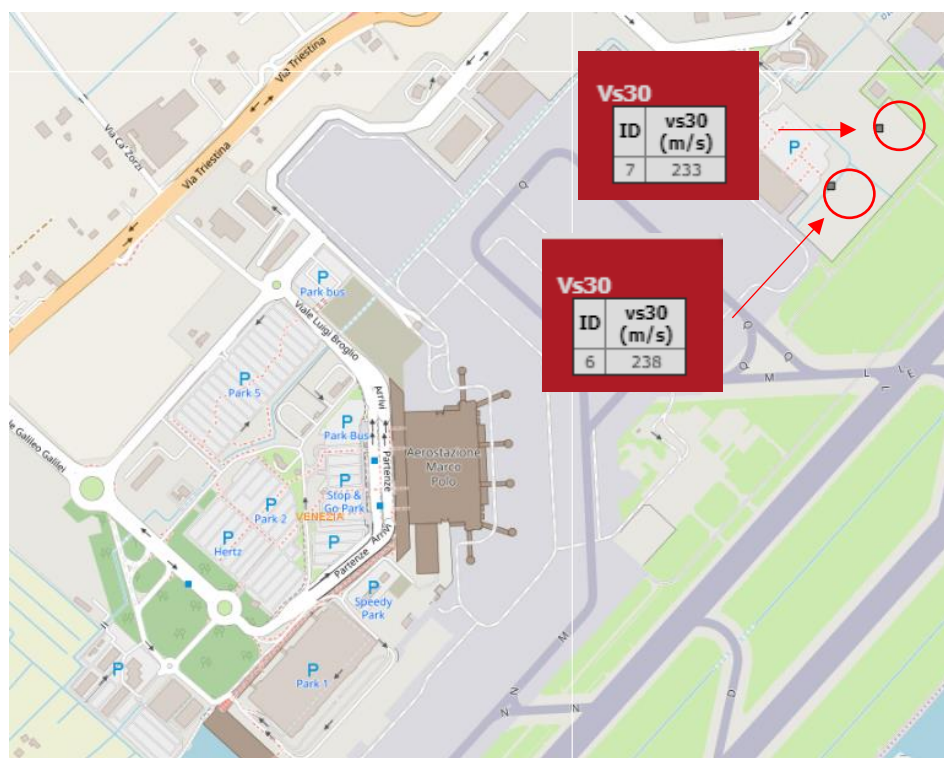 Via Triestina
Via Ca' Zorzi
Via Triestina
Vs30
ID vs30 (m/s)
7 233
P
Vs30
ID vs30 (m/s)
6 238
P
Park bus
Viale Luigi Broglio
P
Park 5
Arrivi
P
Park Bus
Partenze
Aerostazione
Marco
Polo
le Galileo Galilei
P
Stop &
Go Park
P
Park 2
VENEZIA
P
Hertz
P
Partenze
Arrivi
P
Speedy
Park
P
P
Park 1
Q
Q
P
O
O
M
L
L
E
M
N
N
N
D